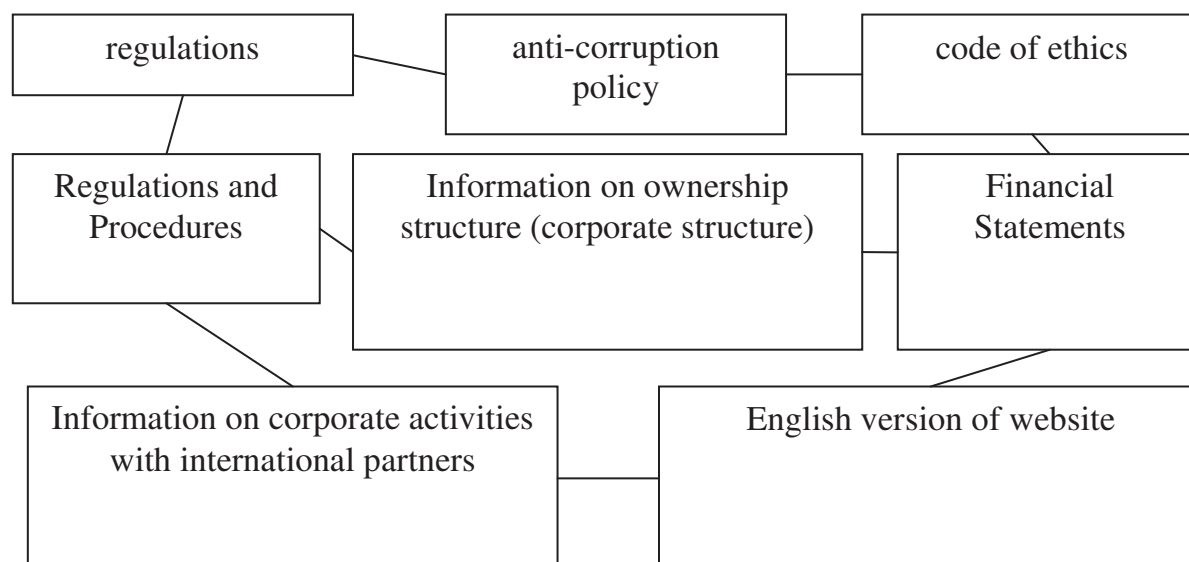 regulations
anti-corruption
policy
code of ethics
Regulations and
Procedures
Information on ownership
structure (corporate structure)
Financial
Statements
Information on corporate activities
with international partners
English version of website